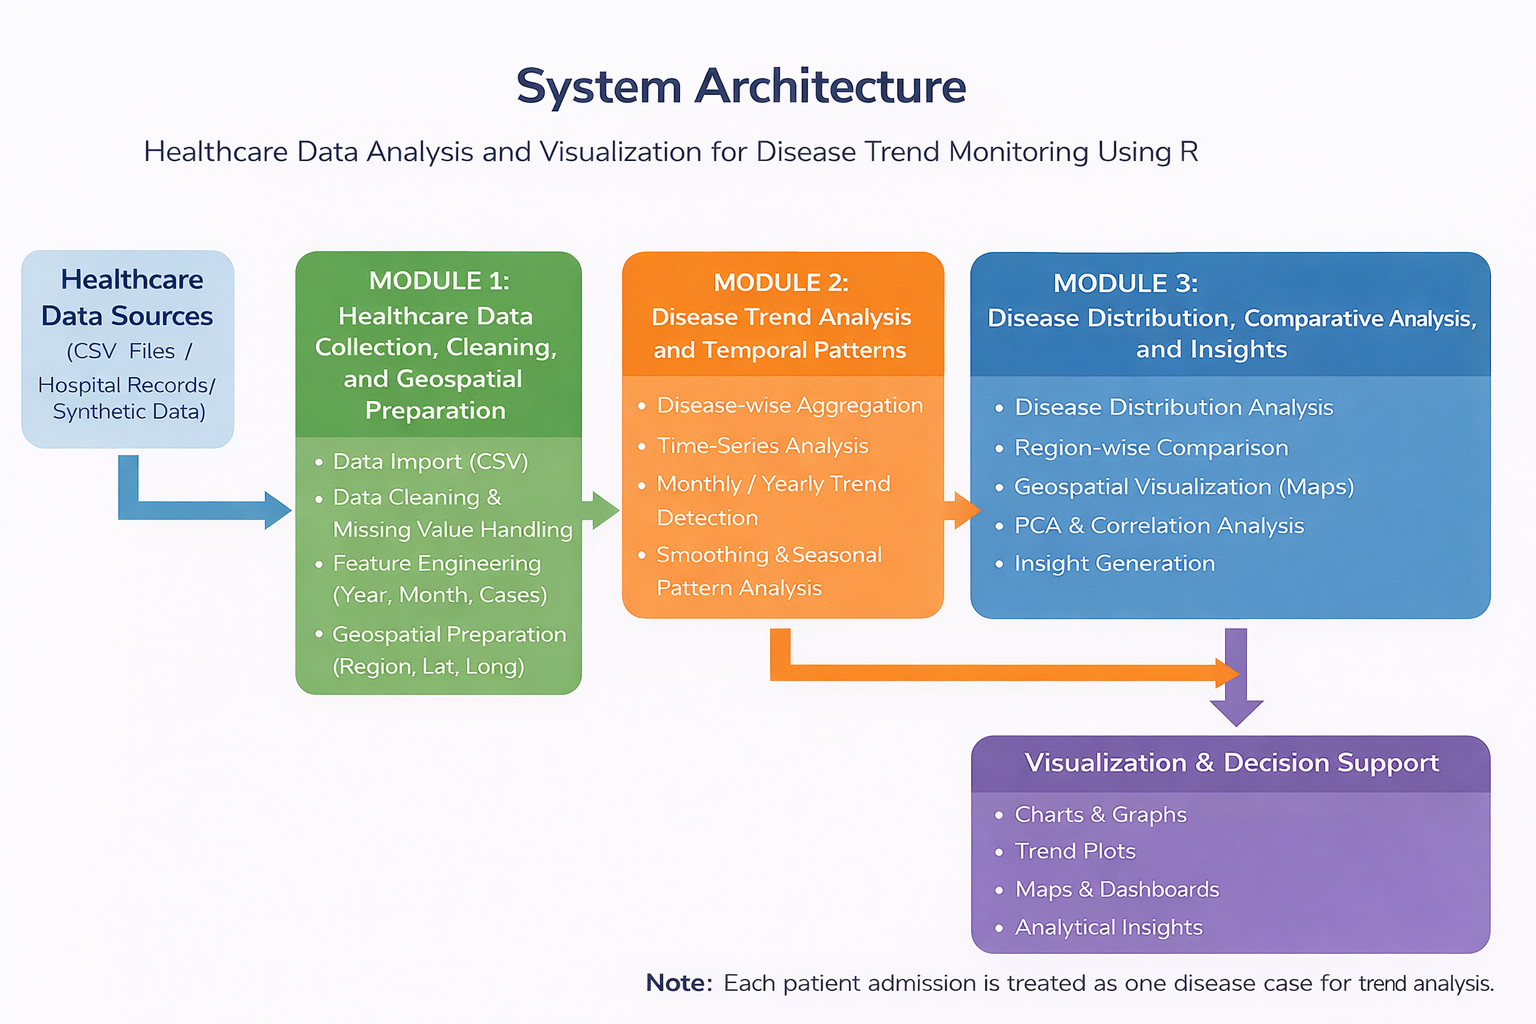 System Architecture
Healthcare Data Analysis and Visualization for Disease Trend Monitoring Using R
Healthcare
Data Sources
(CSV Files /
Hospital Records/
Synthetic Data)
MODULE 1:
Healthcare Data
Collection, Cleaning,
and Geospatial
Preparation
• Data Import (CSV)
• Data Cleaning &
Missing Value Handling
• Feature Engineering
(Year, Month, Cases)
• Geospatial Preparation
(Region, Lat, Long)
MODULE 2:
Disease Trend Analysis
and Temporal Patterns
• Disease-wise Aggregation
• Time-Series Analysis
• Monthly / Yearly Trend
Detection
• Smoothing & Seasonal
Pattern Analysis
MODULE 3:
Disease Distribution, Comparative Analysis,
and Insights
• Disease Distribution Analysis
• Region-wise Comparison
• Geospatial Visualization (Maps)
• PCA & Correlation Analysis
• Insight Generation
Visualization & Decision Support
• Charts & Graphs
• Trend Plots
• Maps & Dashboards
• Analytical Insights
Note: Each patient admission is treated as one disease case for trend analysis.